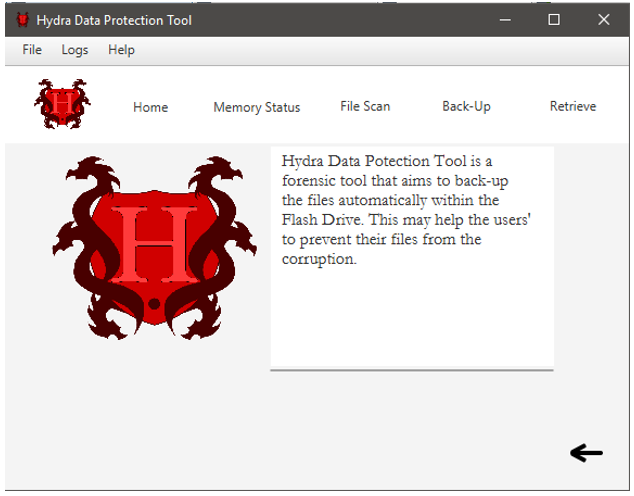 Hydra Data Protection Tool
File Logs Help
H Home Memory Status File Scan Back-Up Retrieve
H
Hydra Data Potection Tool is a
forensic tool that aims to back-up
the files automatically within the
Flash Drive. This may help the users'
to prevent their files from the
corruption.